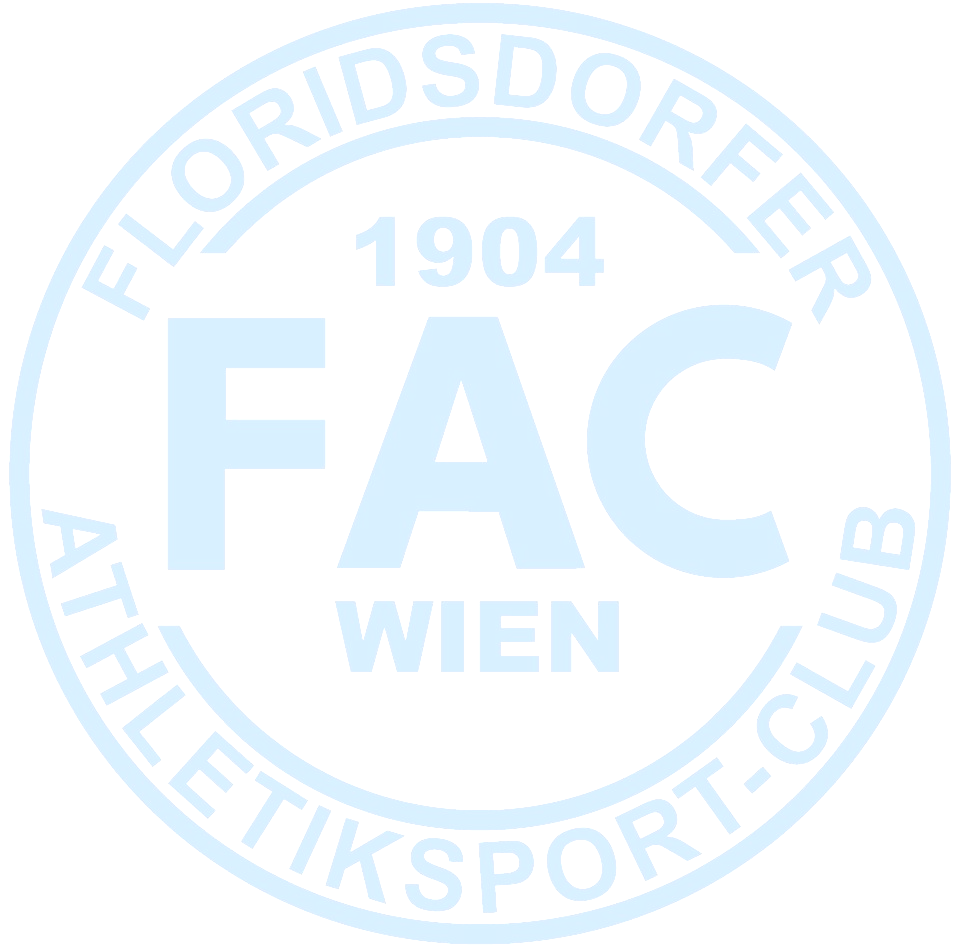 FLORIDSDORFER
1904
FAC
WIEN
ATHLETIKSPORT-CLUB